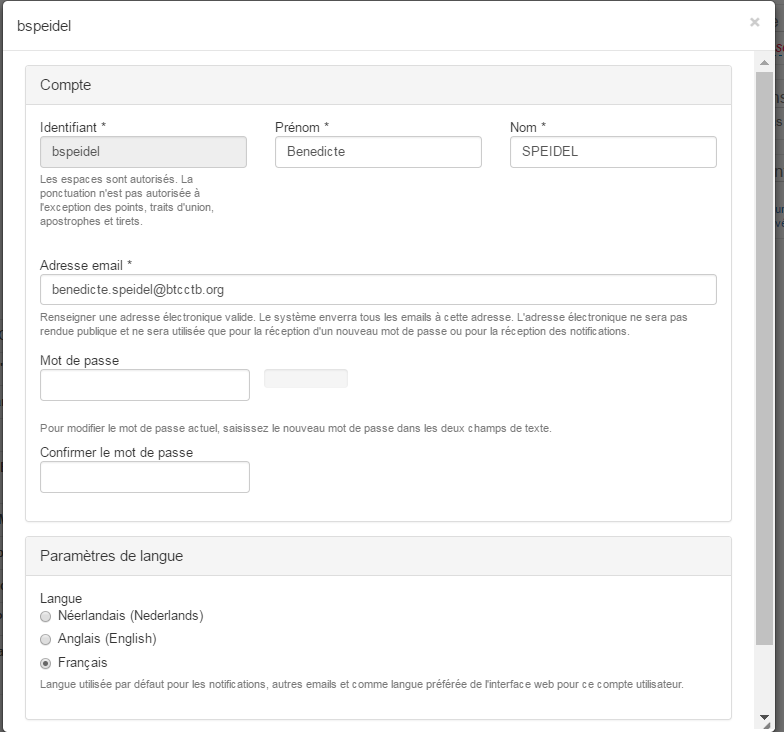 bspeidel
×
Compte
Identifiant * Prénom * Nom *
bspeidel Benedicte SPEIDEL
Les espaces sont autorisés. La
ponctuation n'est pas autorisée à
l'exception des points, traits d'union,
apostrophes et tirets.
Adresse email *
benedicte.speidel@btcctb.org
Renseigner une adresse électronique valide. Le système enverra tous les emails à cette adresse. L'adresse électronique ne sera pas
rendue publique et ne sera utilisée que pour la réception d'un nouveau mot de passe ou pour la réception des notifications.
Mot de passe
Pour modifier le mot de passe actuel, saisissez le nouveau mot de passe dans les deux champs de texte.
Confirmer le mot de passe
Paramètres de langue
Langue
Néerlandais (Nederlands)
Anglais (English)
Français
Langue utilisée par défaut pour les notifications, autres emails et comme langue préférée de l'interface web pour ce compte utilisateur.